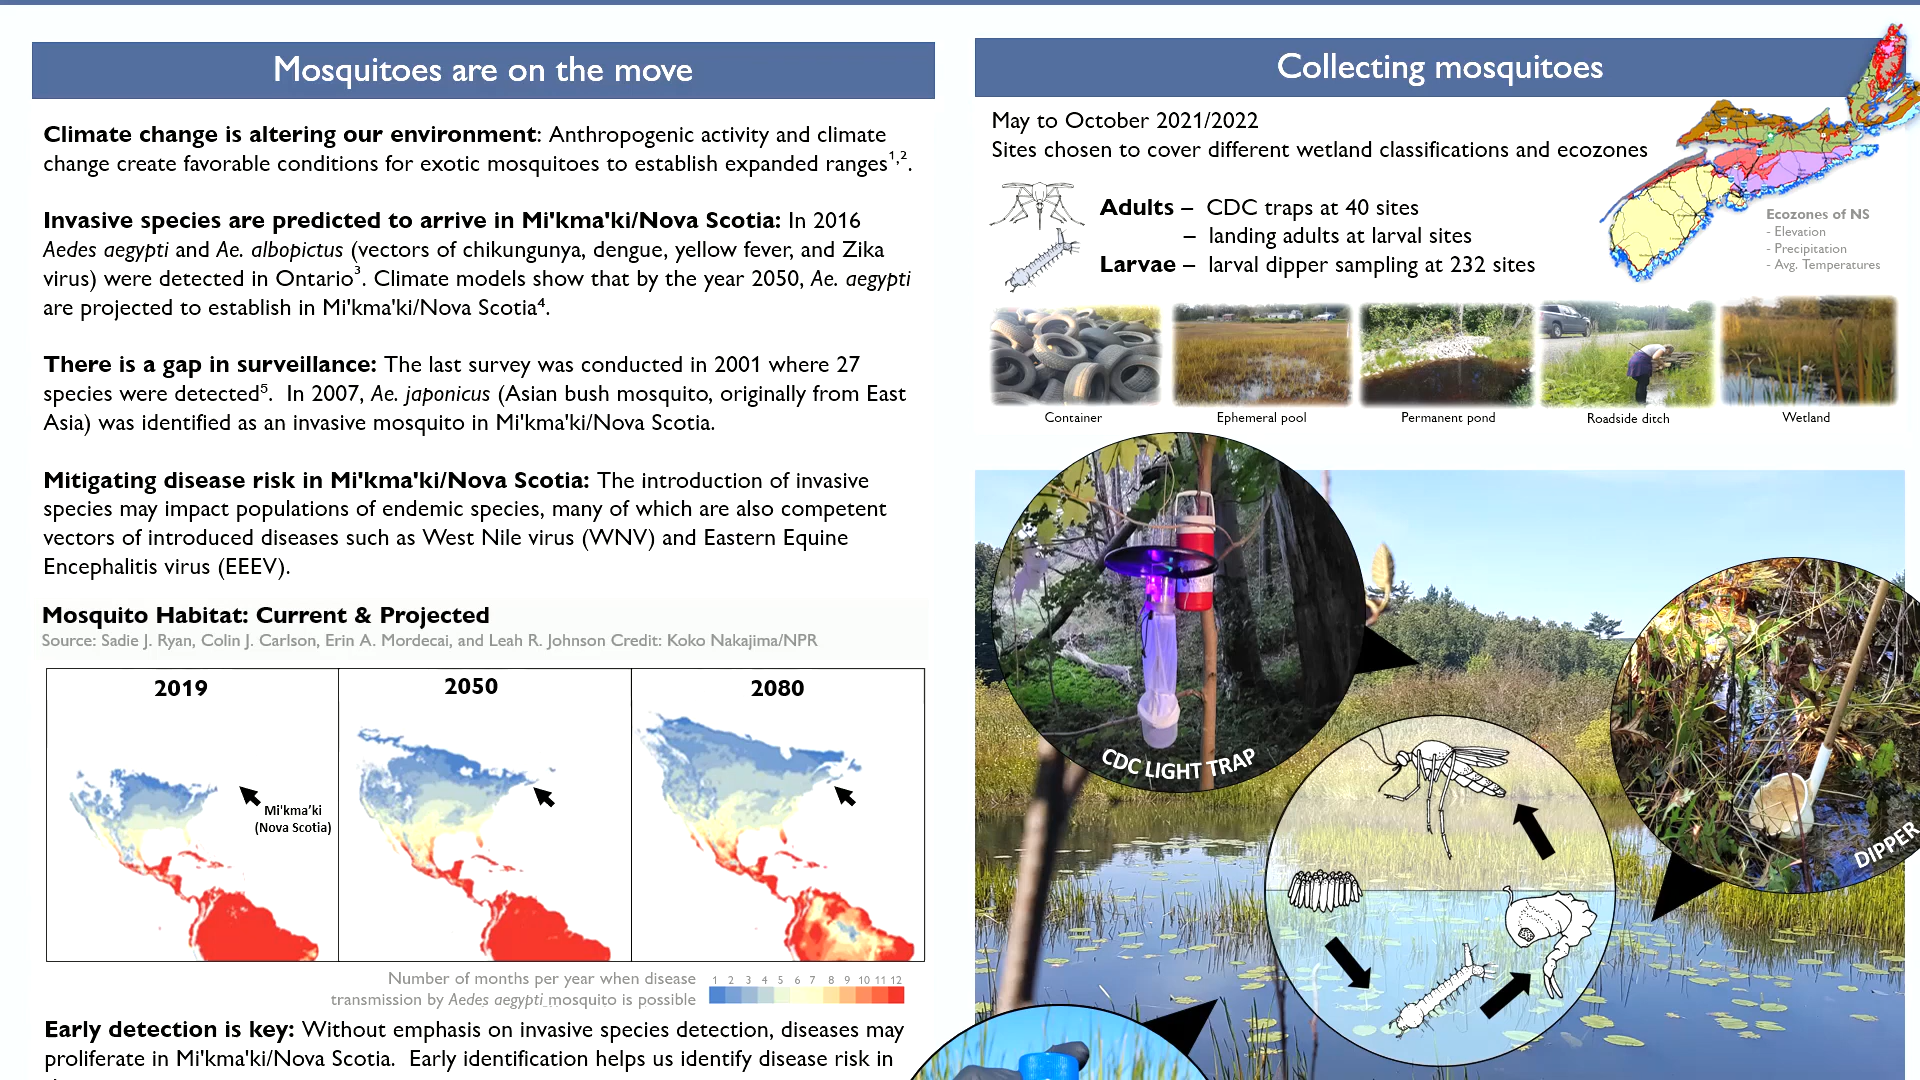 Mosquitoes are on the move
Climate change is altering our environment: Anthropogenic activity and climate
change create favorable conditions for exotic mosquitoes to establish expanded ranges¹,².
Invasive species are predicted to arrive in Mi'kma'ki/Nova Scotia: In 2016
Aedes aegypti and Ae. albopictus (vectors of chikungunya, dengue, yellow fever, and Zika
virus) were detected in Ontario³. Climate models show that by the year 2050, Ae. aegypti
are projected to establish in Mi'kma'ki/Nova Scotia⁴.
There is a gap in surveillance: The last survey was conducted in 2001 where 27
species were detected⁵. In 2007, Ae. japonicus (Asian bush mosquito, originally from East
Asia) was identified as an invasive mosquito in Mi'kma'ki/Nova Scotia.
Mitigating disease risk in Mi'kma'ki/Nova Scotia: The introduction of invasive
species may impact populations of endemic species, many of which are also competent
vectors of introduced diseases such as West Nile virus (WNV) and Eastern Equine
Encephalitis virus (EEEV).
Mosquito Habitat: Current & Projected
Source: Sadie J. Ryan, Colin J. Carlson, Erin A. Mordecai, and Leah R. Johnson Credit: Koko Nakajima/NPR
2019
2050
2080
Mi'kma'ki
(Nova Scotia)
Number of months per year when disease
transmission by Aedes aegypti mosquito is possible
1 2 3 4 5 6 7 8 9 10 11 12
Early detection is key: Without emphasis on invasive species detection, diseases may
proliferate in Mi'kma'ki/Nova Scotia. Early identification helps us identify disease risk in
Collecting mosquitoes
May to October 2021/2022
Sites chosen to cover different wetland classifications and ecozones
Adults – CDC traps at 40 sites
– landing adults at larval sites
Larvae – larval dipper sampling at 232 sites
Ecozones of NS
- Elevation
- Precipitation
- Avg. Temperatures
Container
Ephemeral pool
Permanent pond
Roadside ditch
Wetland
CDC LIGHT TRAP
DIPPER